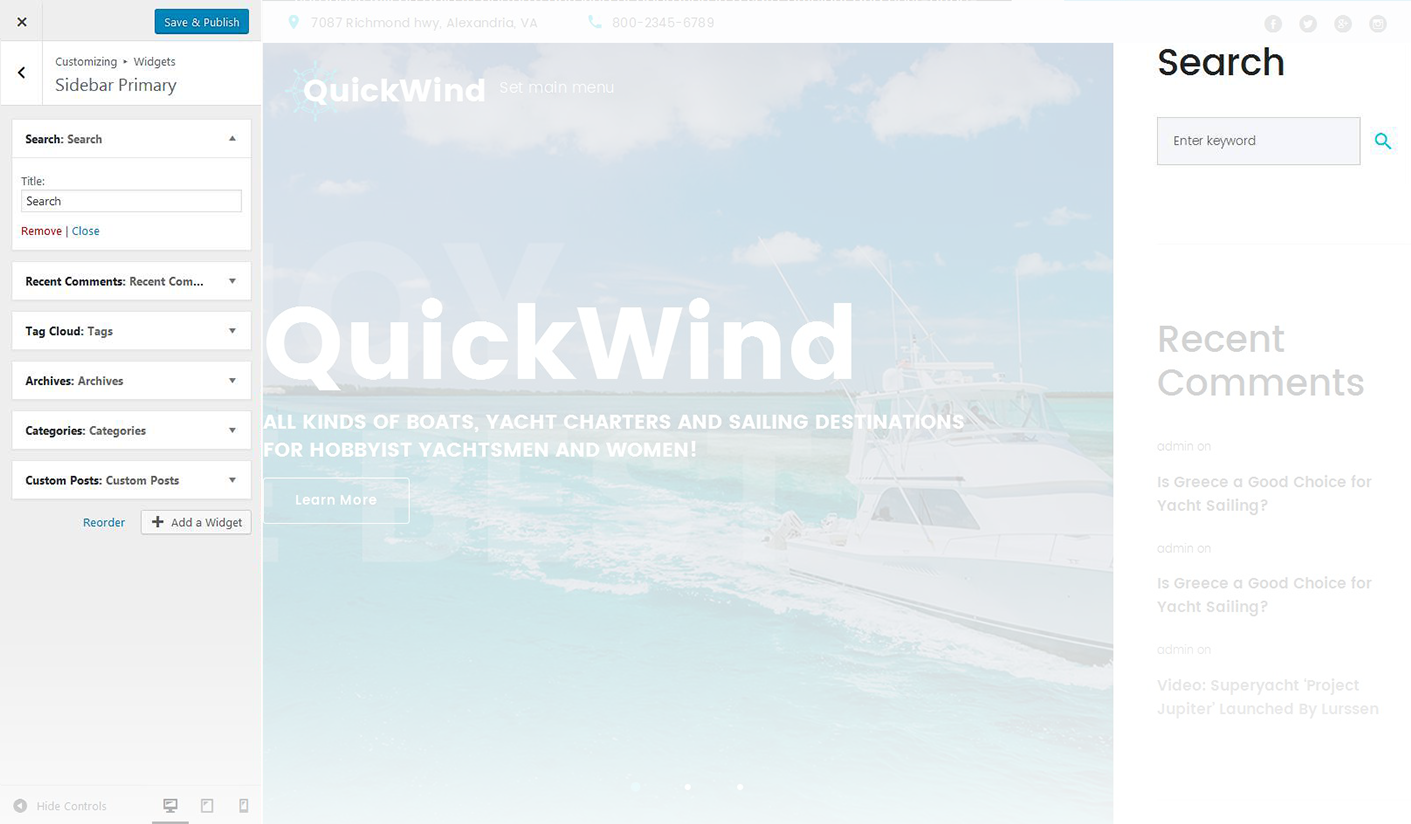 Save & Publish
Customizing ▸ Widgets
Sidebar Primary
Search: Search
Title:
Search
Remove | Close
Recent Comments: Recent Com...
Tag Cloud: Tags
Archives: Archives
Categories: Categories
Custom Posts: Custom Posts
Reorder
Add a Widget
Hide Controls
7087 Richmond hwy, Alexandria, VA
800-2345-6789
QuickWind
Set main menu
QuickWind
ALL KINDS OF BOATS, YACHT CHARTERS AND SAILING DESTINATIONS
FOR HOBBYIST YACHTSMEN AND WOMEN!
Learn More
Search
Enter keyword
Recent
Comments
admin on
Is Greece a Good Choice for
Yacht Sailing?
admin on
Is Greece a Good Choice for
Yacht Sailing?
admin on
Video: Superyacht 'Project
Jupiter' Launched By Lurssen